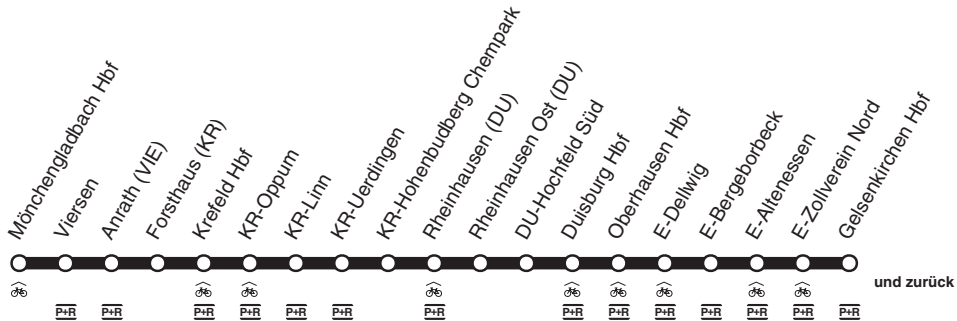 Mönchengladbach Hbf
Viersen
Anrath (VIE)
Forsthaus (KR)
Krefeld Hbf
KR-Oppum
KR-Linn
KR-Uerdingen
KR-Hohenbudberg Chempark
Rheinhausen (DU)
Rheinhausen Ost (DU)
DU-Hochfeld Süd
Duisburg Hbf
Oberhausen Hbf
E-Dellwig
E-Bergeborbeck
E-Altenessen
E-Zollverein Nord
Gelsenkirchen Hbf
und zurück
P+R P+R P+R P+R P+R P+R P+R P+R P+R P+R P+R P+R P+R P+R